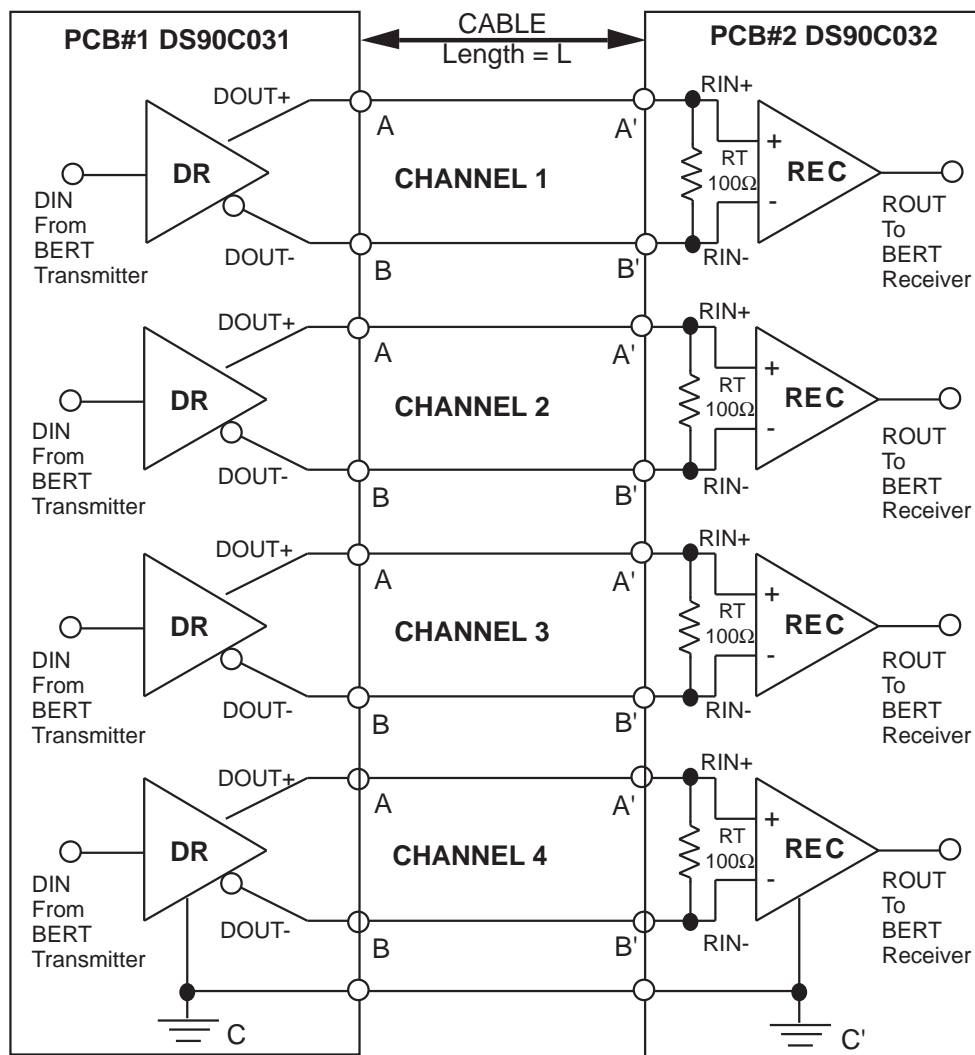 PCB#1 DS90C031
CABLE
Length = L
PCB#2 DS90C032
DOUT+
A
A'
RIN+
DR
CHANNEL 1
RT
100Ω
+
-
REC
DIN
From
BERT
Transmitter
DOUT-
B
B'
RIN-
ROUT
To
BERT
Receiver
DOUT+
A
A'
RIN+
DR
CHANNEL 2
RT
100Ω
+
-
REC
DIN
From
BERT
Transmitter
DOUT-
B
B'
RIN-
ROUT
To
BERT
Receiver
DOUT+
A
A'
RIN+
DR
CHANNEL 3
RT
100Ω
+
-
REC
DIN
From
BERT
Transmitter
DOUT-
B
B'
RIN-
ROUT
To
BERT
Receiver
DOUT+
A
A'
RIN+
DR
CHANNEL 4
RT
100Ω
+
-
REC
DIN
From
BERT
Transmitter
DOUT-
B
B'
RIN-
ROUT
To
BERT
Receiver
C
C'